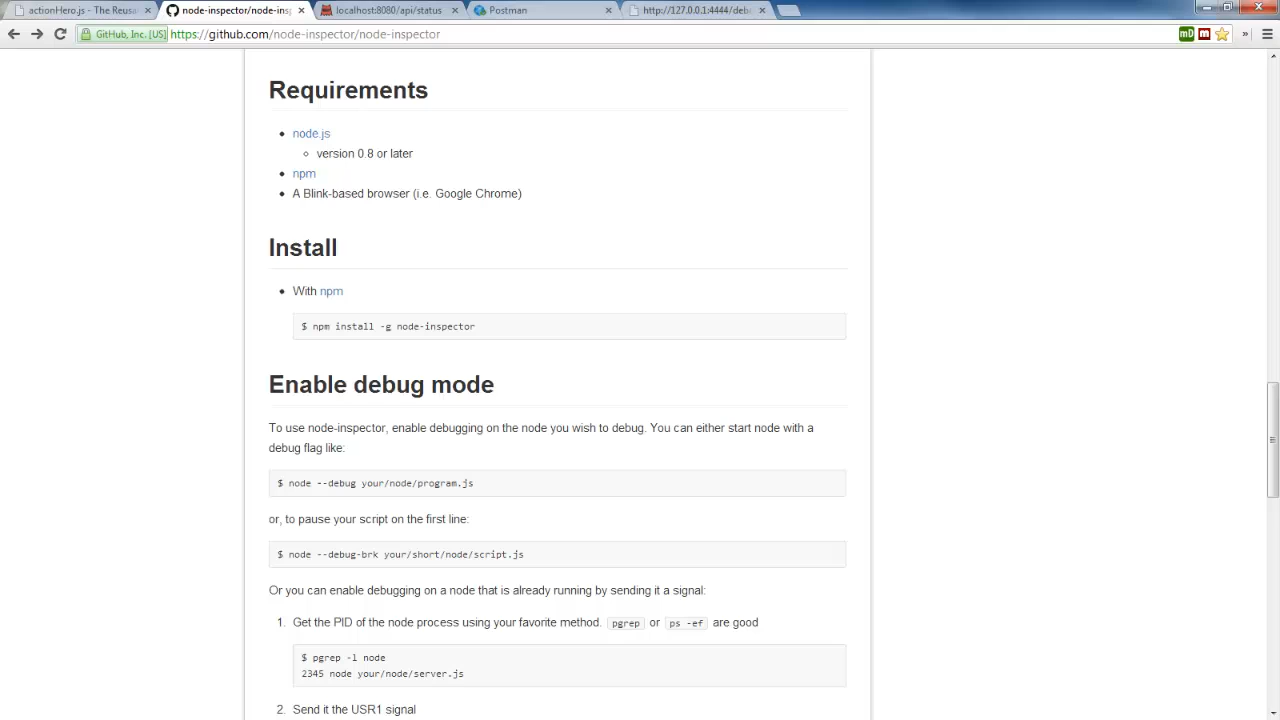 actionHero.js - The Reusa
node-inspector/node-insp
localhost:8080/api/status
Postman
http://127.0.0.1:4444/deb
GitHub, Inc. [US]
https://github.com/node-inspector/node-inspector
mD
m
»
Requirements
node.js
version 0.8 or later
npm
A Blink-based browser (i.e. Google Chrome)
Install
With npm
$ npm install -g node-inspector
Enable debug mode
To use node-inspector, enable debugging on the node you wish to debug. You can either start node with a
debug flag like:
$ node --debug your/node/program.js
or, to pause your script on the first line:
$ node --debug-brk your/short/node/script.js
Or you can enable debugging on a node that is already running by sending it a signal:
1. Get the PID of the node process using your favorite method. pgrep or ps -ef are good
$ pgrep -l node
2345 node your/node/server.js
2. Send it the USR1 signal